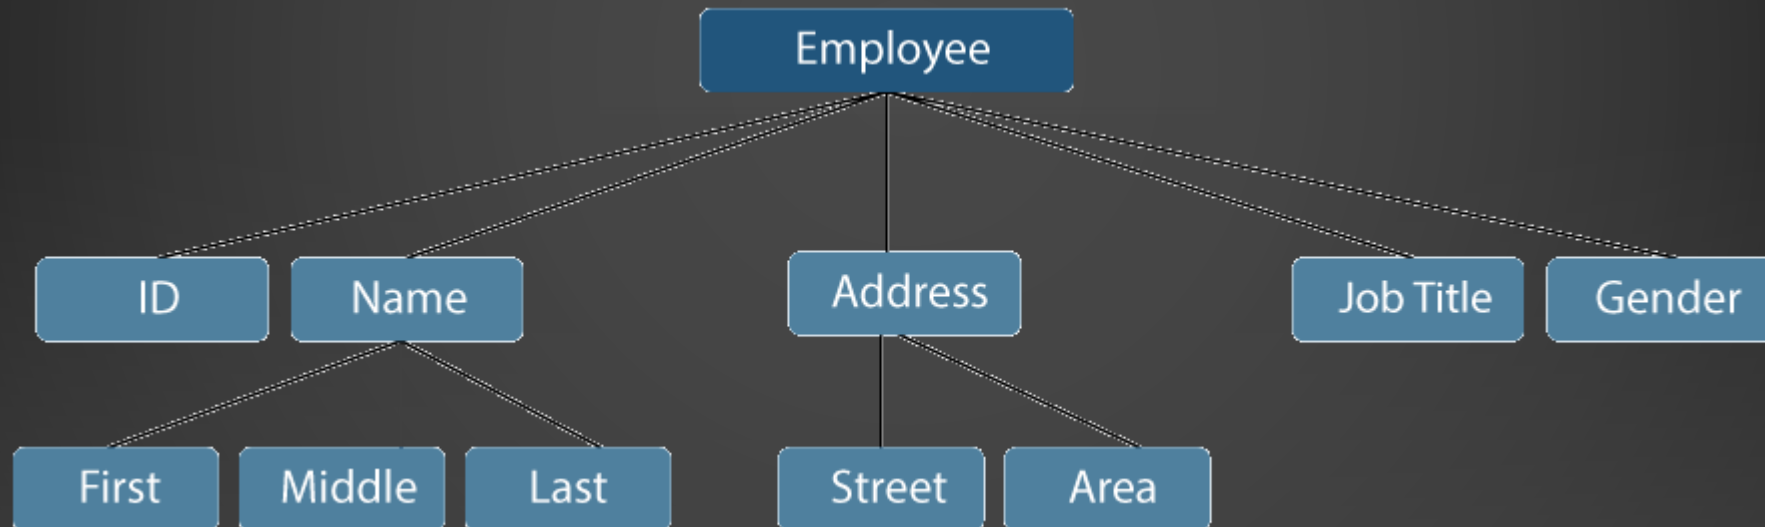 Employee
ID
Name
Address
Job Title
Gender
First
Middle
Last
Street
Area